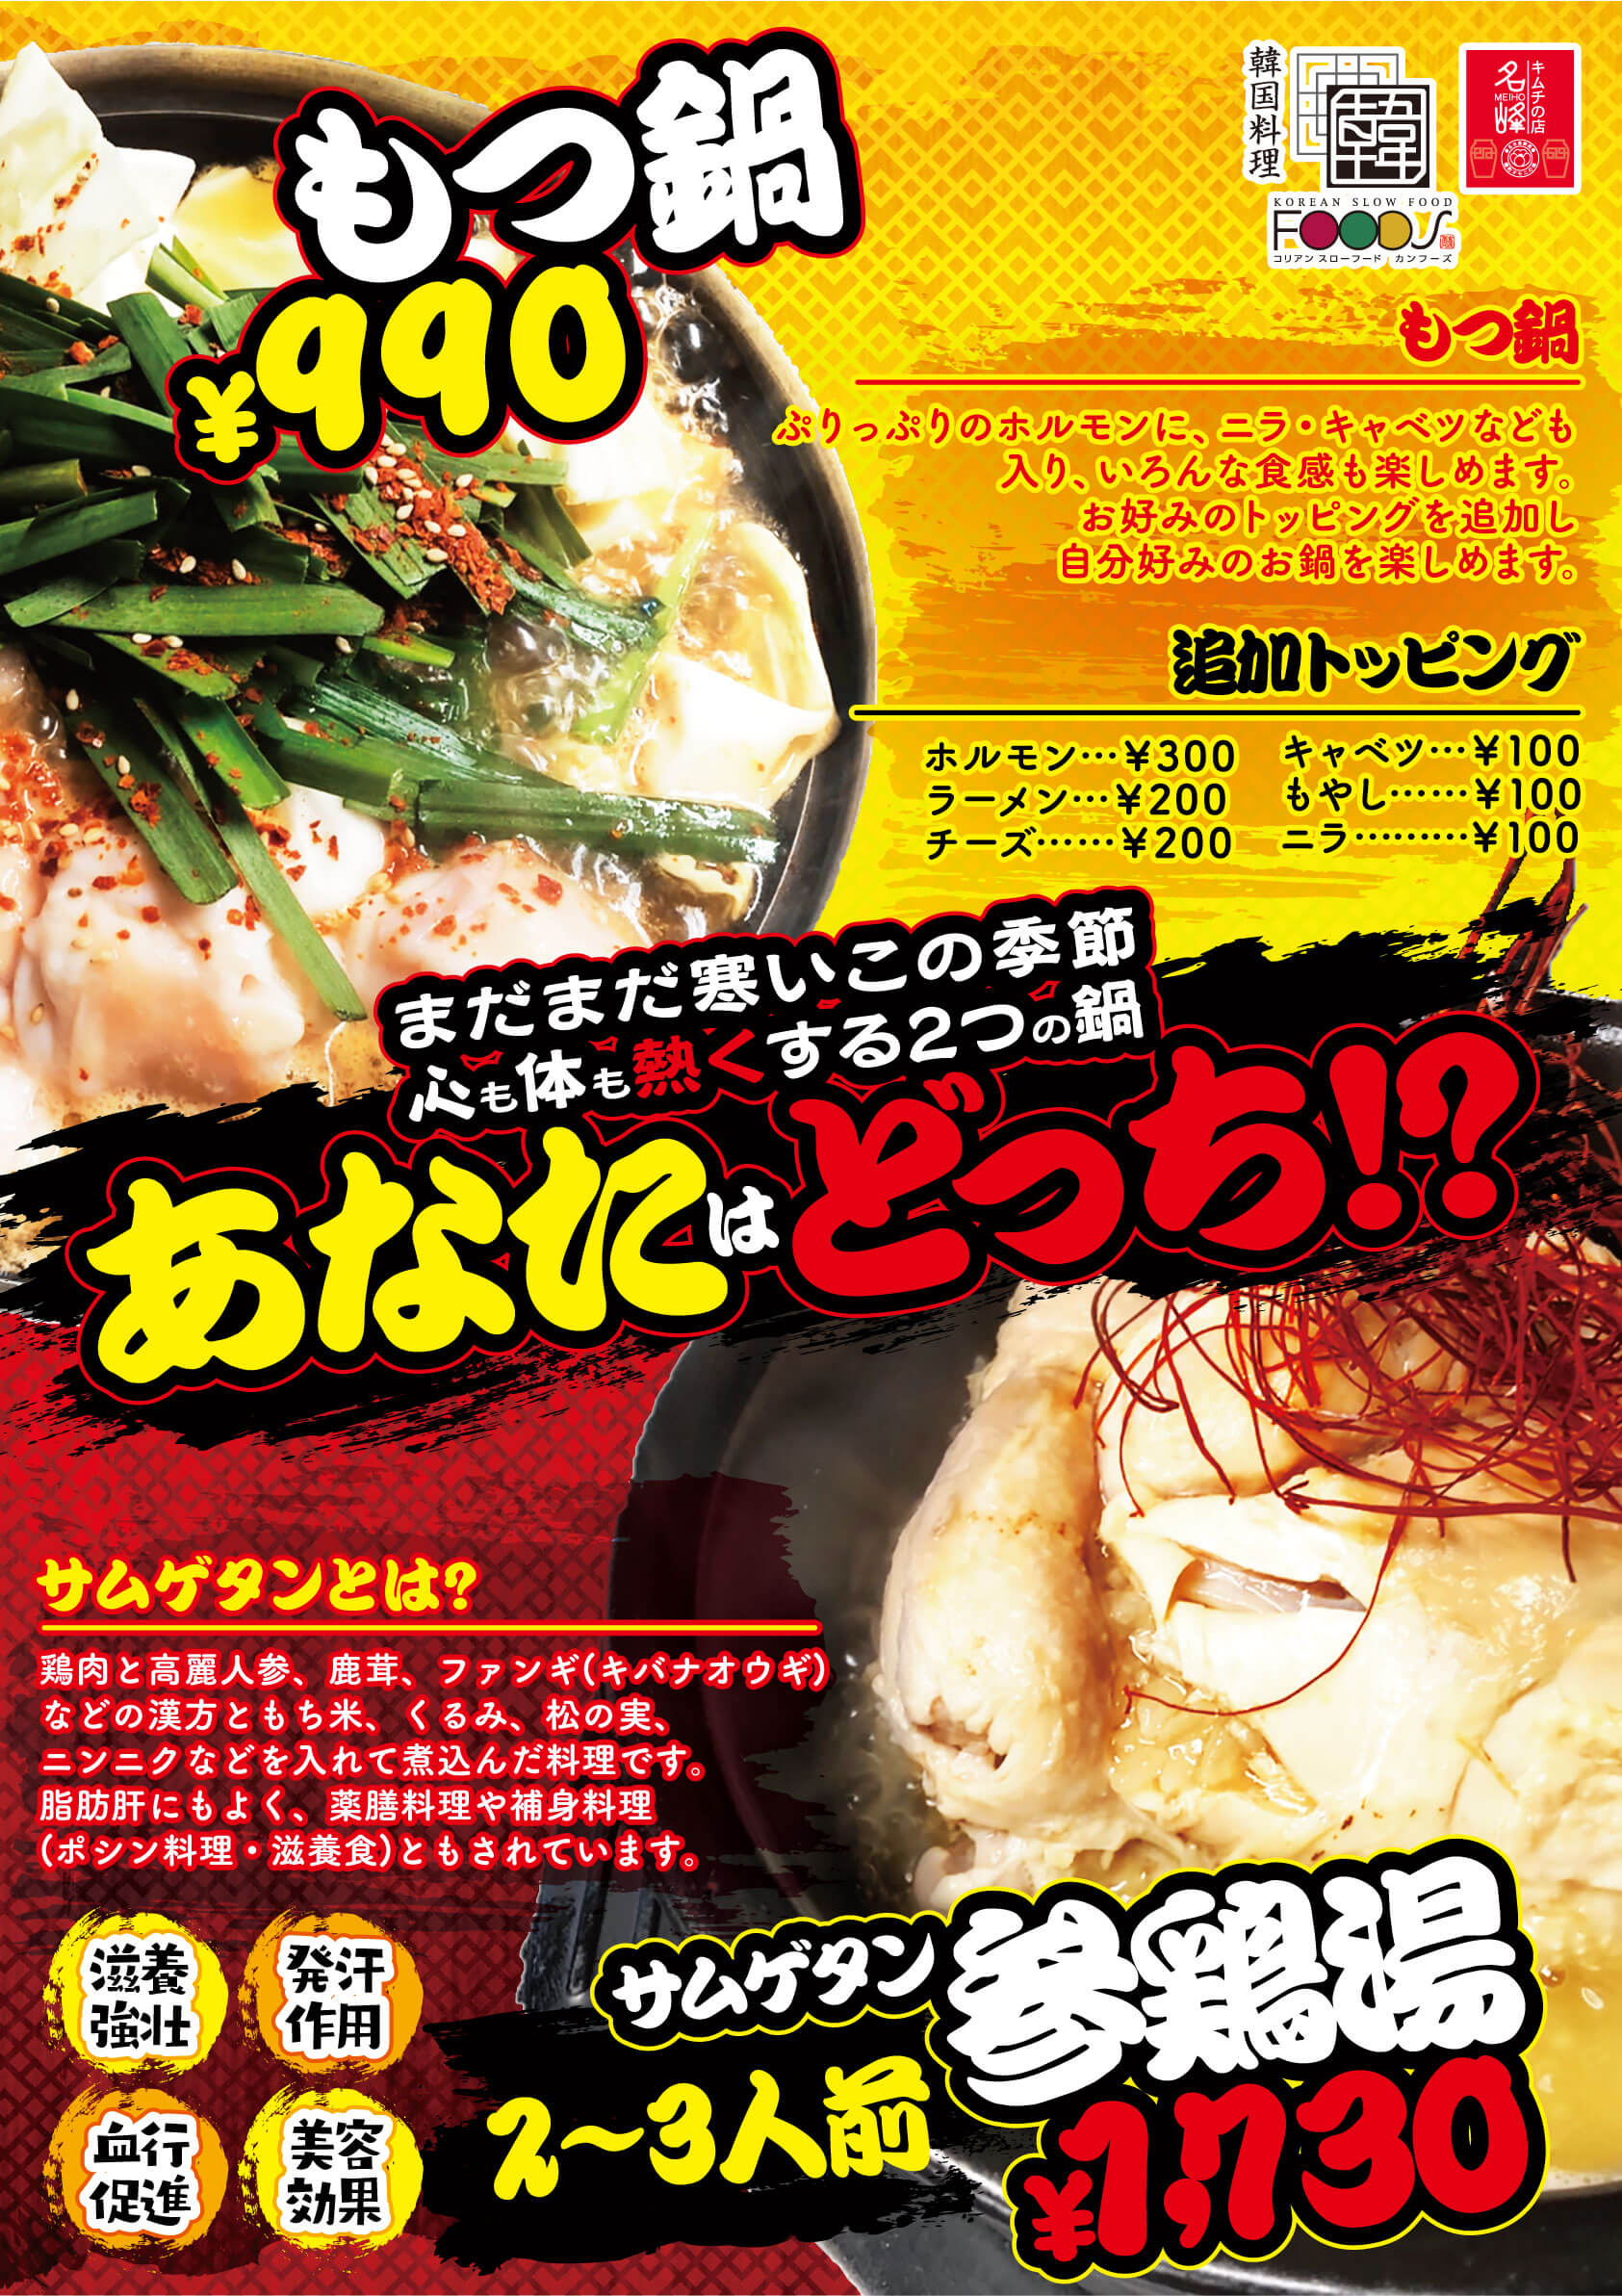 もつ鍋
¥990
韓国料理
韓
KOREAN SLOW FOOD
FOODS
コリアン スローフード カンフーズ
キムチの店
名峰
MEIHO
もつ鍋
ぷりっぷりのホルモンに、ニラ・キャベツなども
入り、いろんな食感も楽しめます。
お好みのトッピングを追加し
自分好みのお鍋を楽しめます。
追加トッピング
ホルモン…¥300
ラーメン…¥200
チーズ……¥200
キャベツ…¥100
もやし……¥100
ニラ………¥100
まだまだ寒いこの季節
心も体も熱くする2つの鍋
あなたはどっち!?
サムゲタンとは?
鶏肉と高麗人参、鹿茸、ファンギ(キバナオウギ)
などの漢方ともち米、くるみ、松の実、
ニンニクなどを入れて煮込んだ料理です。
脂肪肝にもよく、薬膳料理や補身料理
(ポシン料理・滋養食)ともされています。
滋養
強壮
発汗
作用
血行
促進
美容
効果
サムゲタン
参鶏湯
2〜3人前
¥1,730